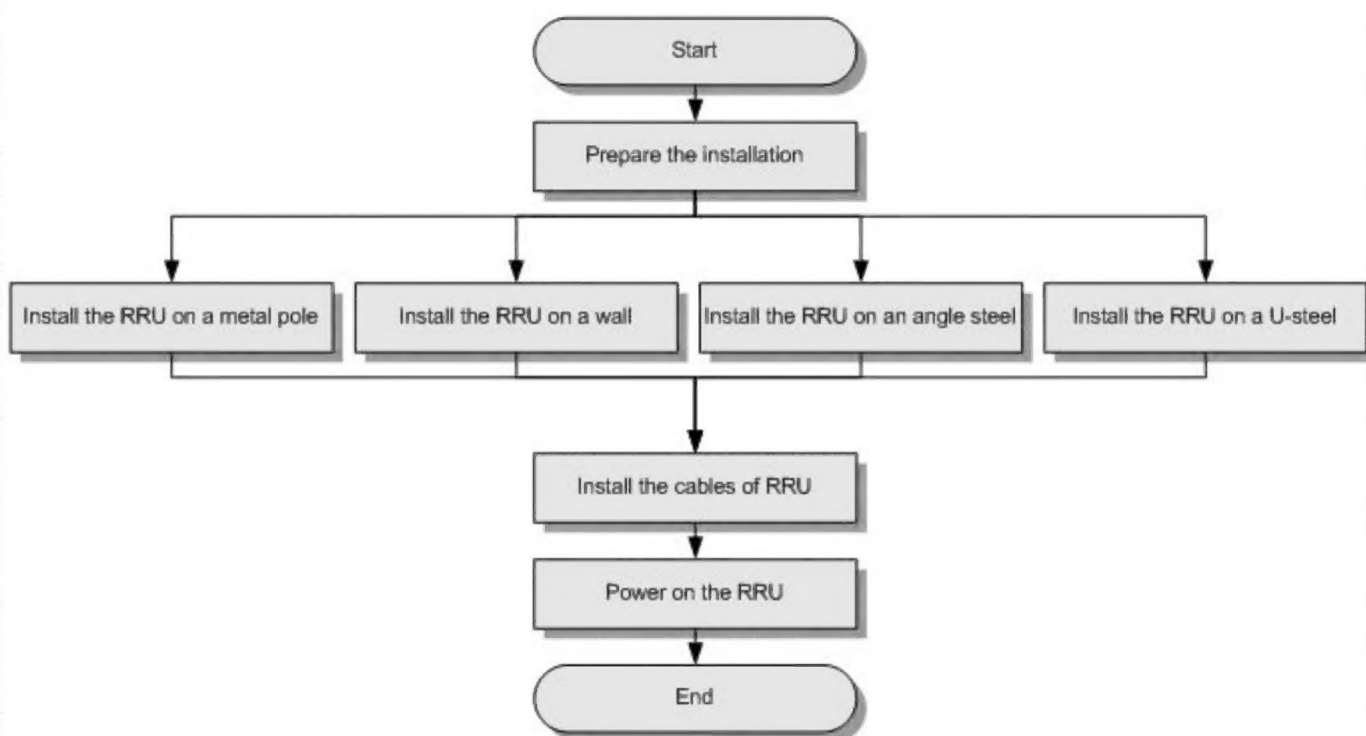 Start
Prepare the installation
Install the RRU on a metal pole
Install the RRU on a wall
Install the RRU on an angle steel
Install the RRU on a U-steel
Install the cables of RRU
Power on the RRU
End